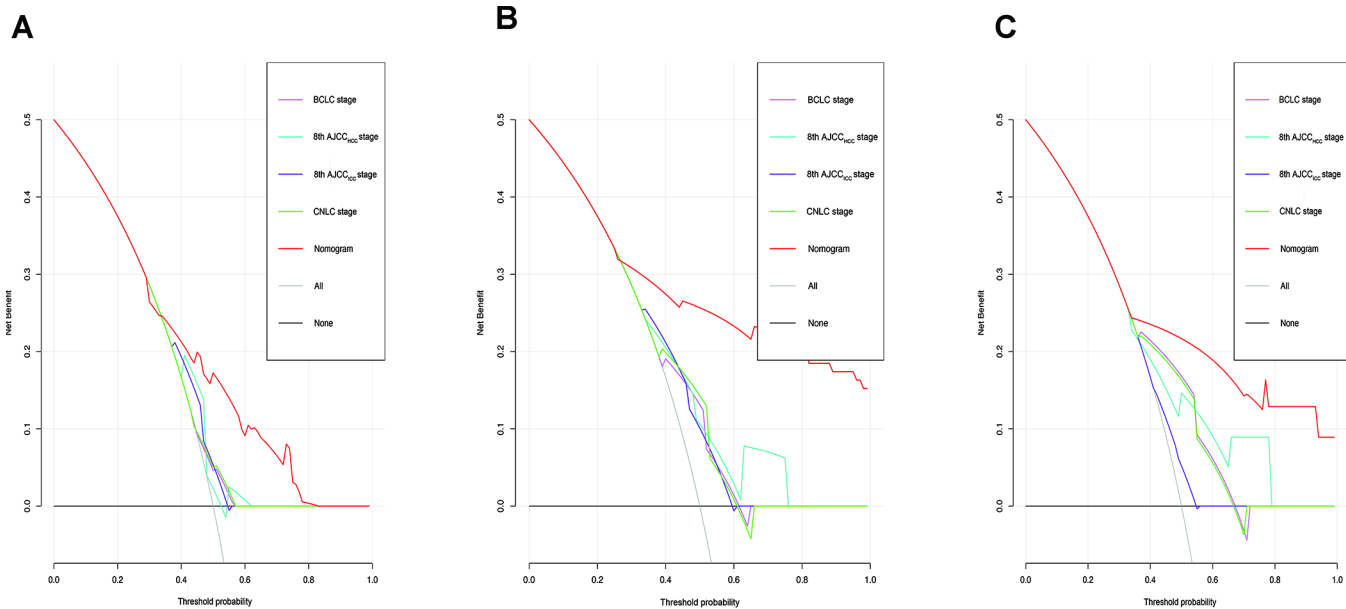 A
BCLC stage
8th AJCCHCC stage
8th AJCCICC stage
CNLC stage
Nomogram
All
None
0.5
0.4
0.3
0.2
0.1
0.0
Net Benefit
0.0 0.2 0.4 0.6 0.8 1.0
Threshold probability
B
BCLC stage
8th AJCCHCC stage
8th AJCCICC stage
CNLC stage
Nomogram
All
None
0.5
0.4
0.3
0.2
0.1
0.0
Net Benefit
0.0 0.2 0.4 0.6 0.8 1.0
Threshold probability
C
BCLC stage
8th AJCCHCC stage
8th AJCCICC stage
CNLC stage
Nomogram
All
None
0.5
0.4
0.3
0.2
0.1
0.0
Net Benefit
0.0 0.2 0.4 0.6 0.8 1.0
Threshold probability